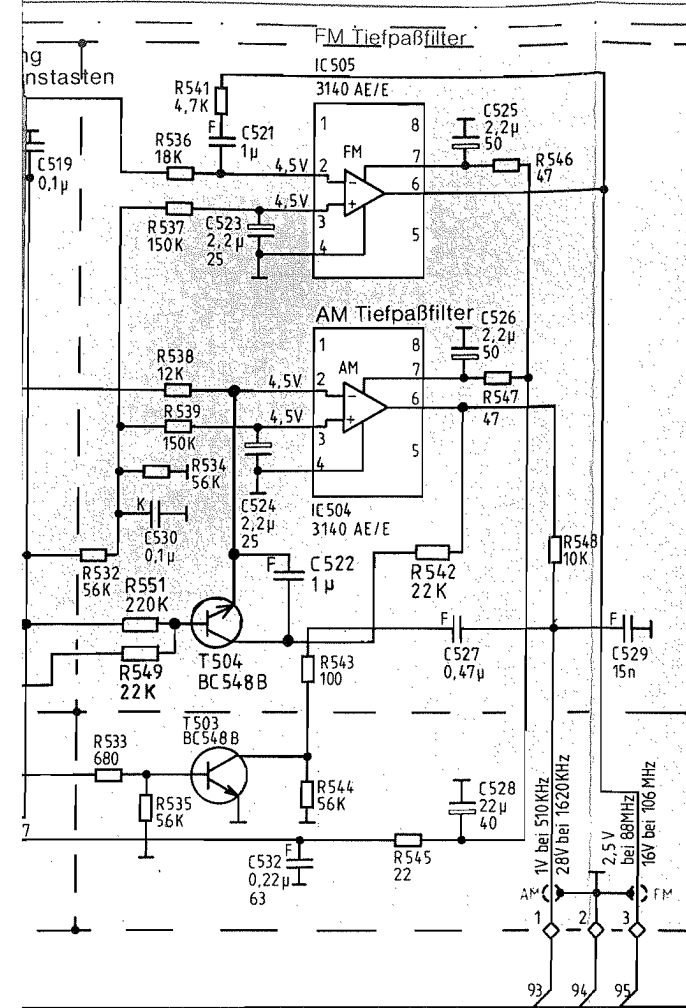 FM Tiefpaßfilter
ng
nstasten
IC505
3140 AE/E
R541
4,7K
F
C521
1µ
C525
2,2µ
50
1
8
FM
7
R546
47
R536
18K
4,5V
2
6
C519
0,1µ
4,5V
3
R537
150K
C523
2,2µ
25
4
5
AM Tiefpaßfilter
C526
2,2µ
50
1
8
R538
12K
4,5V
2
AM
7
R547
47
6
R539
150K
4,5V
3
R534
56K
4
5
C524
2,2µ
25
IC504
3140 AE/E
K
C530
0,1µ
R532
56K
F
C522
1µ
R542
22K
R548
10K
R551
220K
R549
22K
T504
BC548B
R543
100
F
C527
0,47µ
F
C529
15n
T503
BC548B
R533
680
R535
56K
R544
56K
C528
22µ
40
7
F
C532
0,22µ
63
R545
22
1V bei 510KHz
28V bei 1620KHz
2,5V
bei 88MHz
16V bei 106MHz
AM
FM
1
2
3
93
94
95